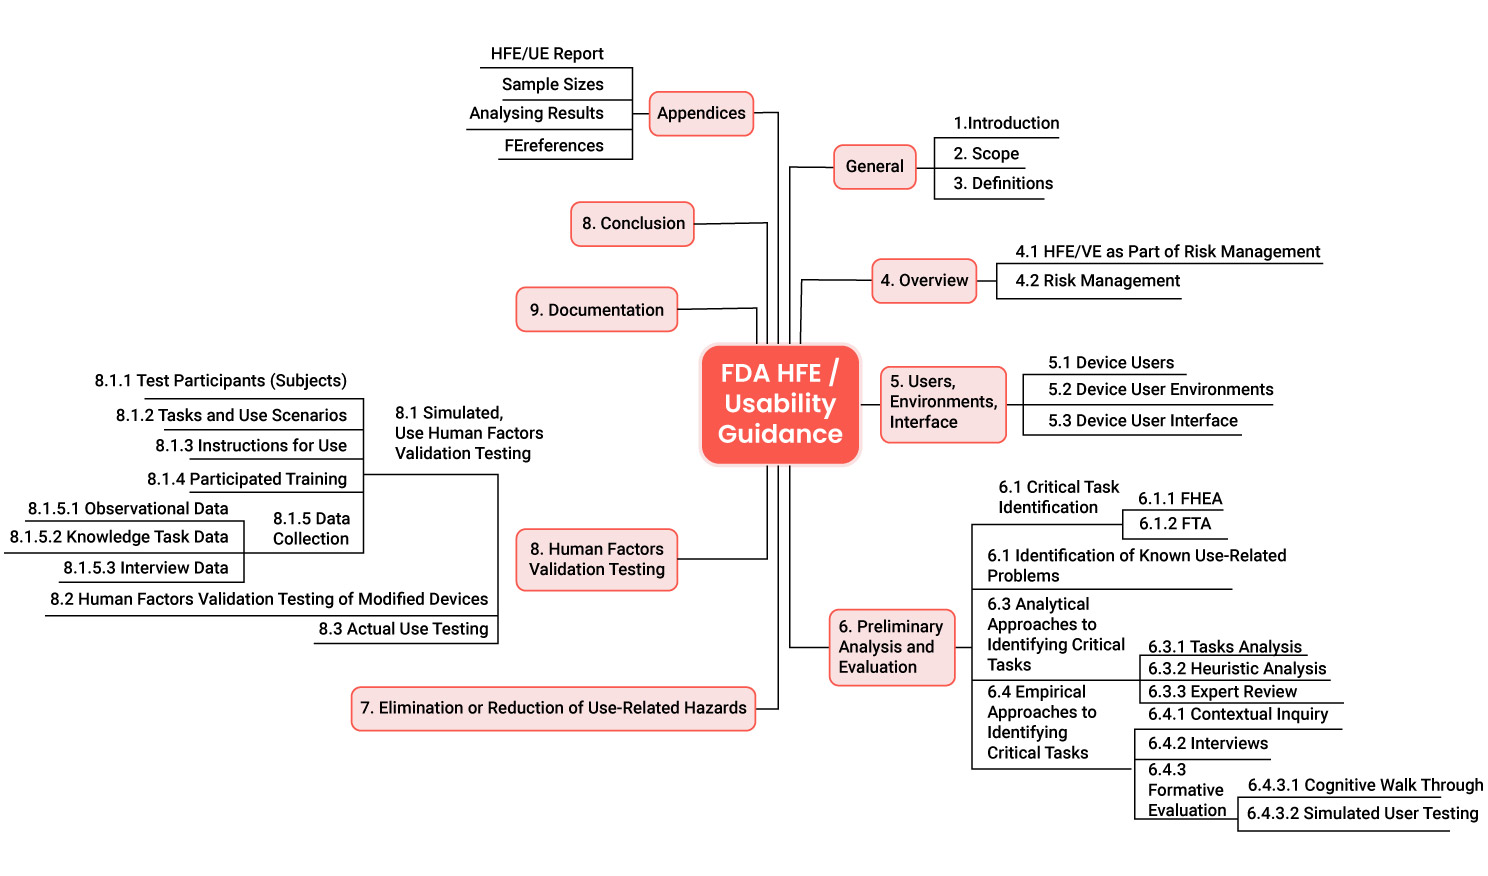 FDA HFE /
Usability
Guidance
General
1.Introduction
2. Scope
3. Definitions
4. Overview
4.1 HFE/VE as Part of Risk Management
4.2 Risk Management
5. Users,
Environments,
Interface
5.1 Device Users
5.2 Device User Environments
5.3 Device User Interface
6. Preliminary
Analysis and
Evaluation
6.1 Critical Task
Identification
6.1.1 FHEA
6.1.2 FTA
6.1 Identification of Known Use-Related
Problems
6.3 Analytical
Approaches to
Identifying Critical
Tasks
6.3.1 Tasks Analysis
6.3.2 Heuristic Analysis
6.3.3 Expert Review
6.4 Empirical
Approaches to
Identifying
Critical Tasks
6.4.1 Contextual Inquiry
6.4.2 Interviews
6.4.3
Formative
Evaluation
6.4.3.1 Cognitive Walk Through
6.4.3.2 Simulated User Testing
7. Elimination or Reduction of Use-Related Hazards
8. Human Factors
Validation Testing
8.1 Simulated,
Use Human Factors
Validation Testing
8.1.1 Test Participants (Subjects)
8.1.2 Tasks and Use Scenarios
8.1.3 Instructions for Use
8.1.4 Participated Training
8.1.5 Data
Collection
8.1.5.1 Observational Data
8.1.5.2 Knowledge Task Data
8.1.5.3 Interview Data
8.2 Human Factors Validation Testing of Modified Devices
8.3 Actual Use Testing
9. Documentation
8. Conclusion
Appendices
HFE/UE Report
Sample Sizes
Analysing Results
FEreferences